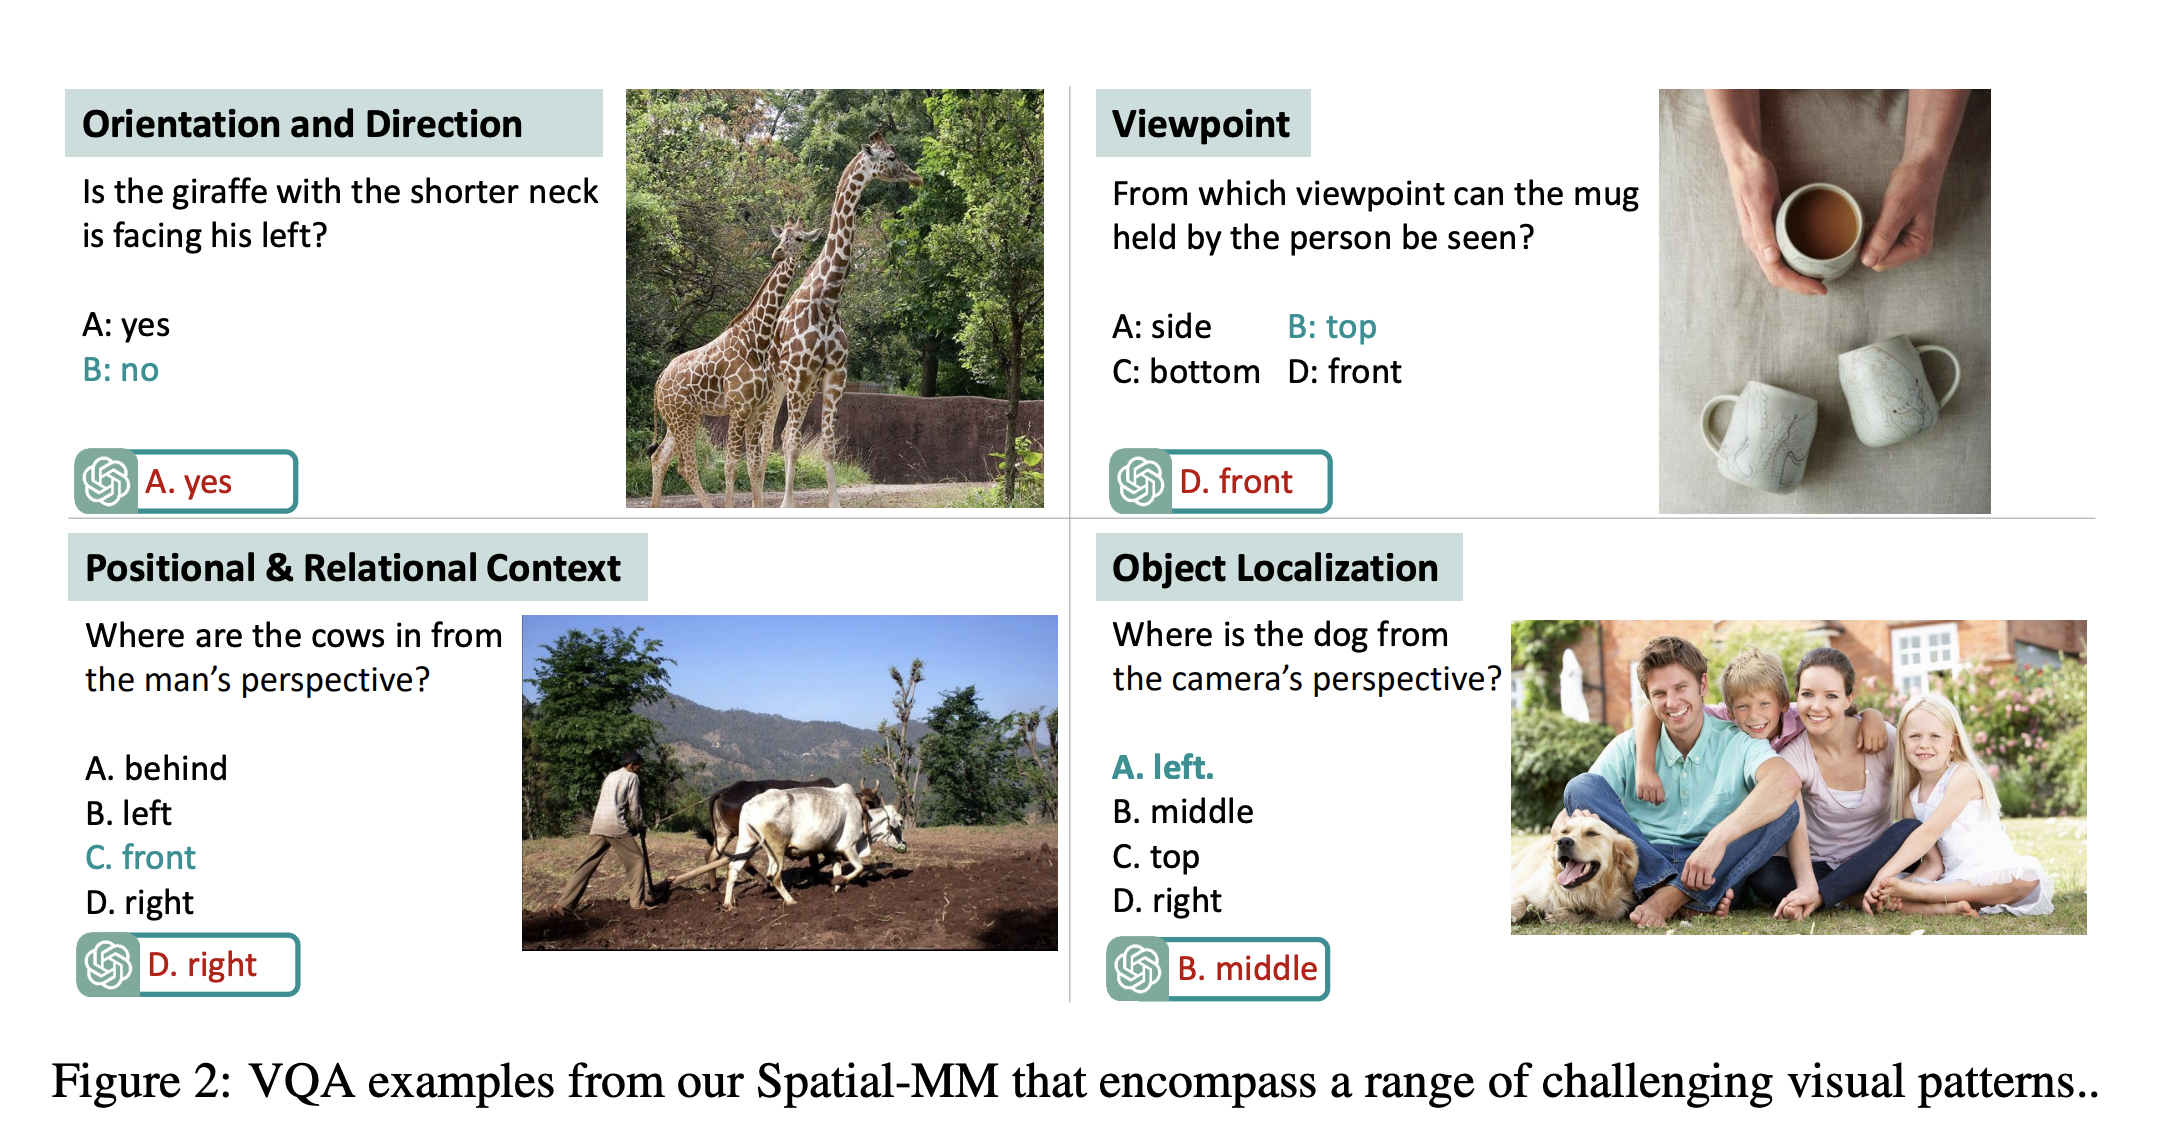 Orientation and Direction
Is the giraffe with the shorter neck
is facing his left?
A: yes
B: no
A. yes
Viewpoint
From which viewpoint can the mug
held by the person be seen?
A: side B: top
C: bottom D: front
D. front
Positional & Relational Context
Where are the cows in from
the man's perspective?
A. behind
B. left
C. front
D. right
D. right
Object Localization
Where is the dog from
the camera's perspective?
A. left.
B. middle
C. top
D. right
B. middle
Figure 2: VQA examples from our Spatial-MM that encompass a range of challenging visual patterns..